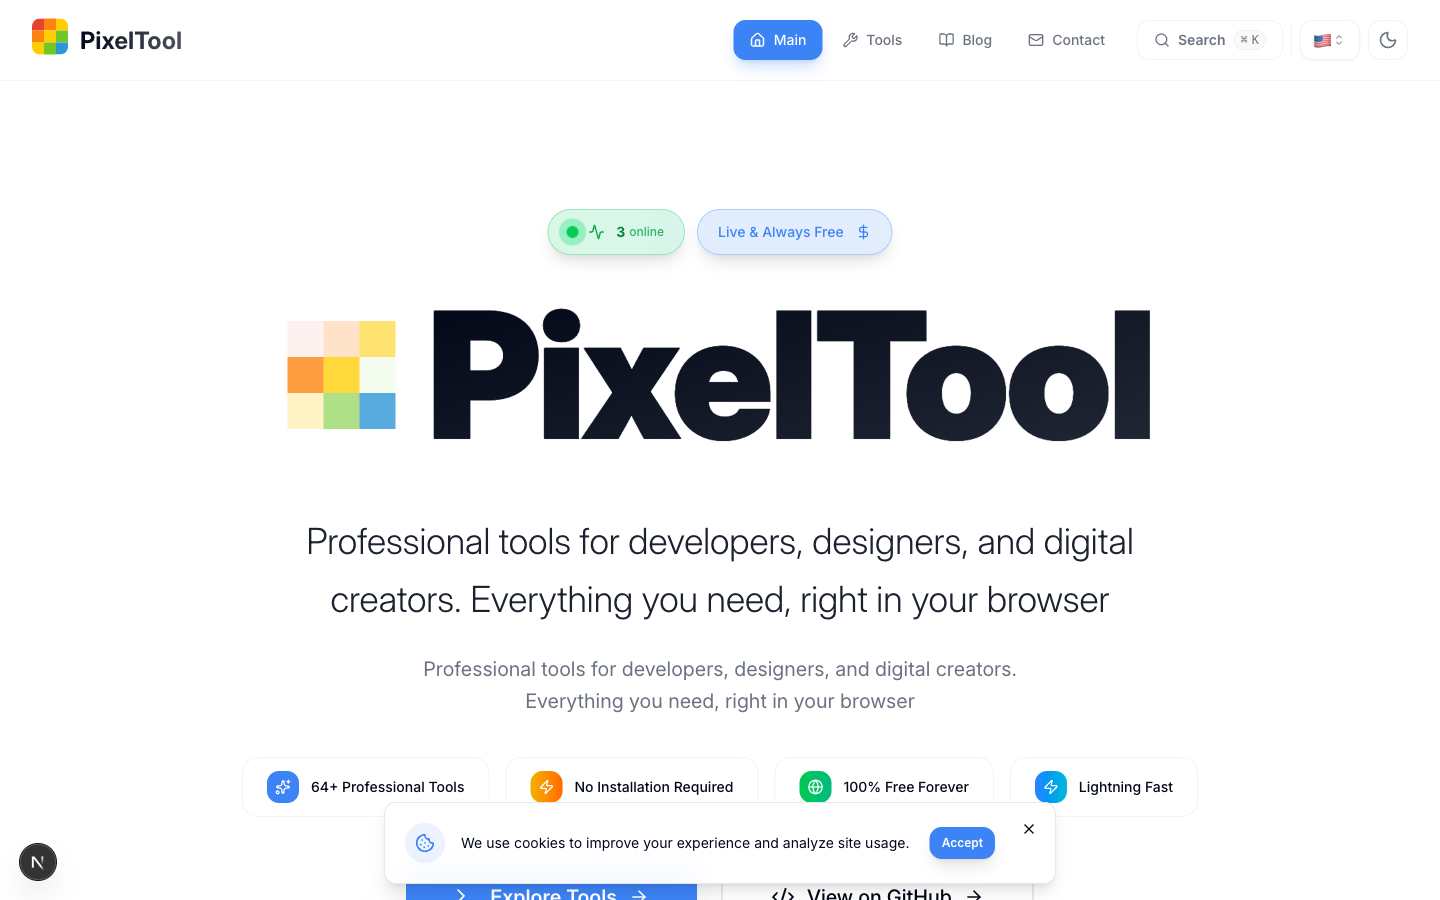 PixelTool
Main
Tools
Blog
Contact
Search ⌘ K
3 online
Live & Always Free
PixelTool
Professional tools for developers, designers, and digital
creators. Everything you need, right in your browser
Professional tools for developers, designers, and digital creators.
Everything you need, right in your browser
64+ Professional Tools
No Installation Required
100% Free Forever
Lightning Fast
We use cookies to improve your experience and analyze site usage.
Accept
N
Explore Tools
View on GitHub